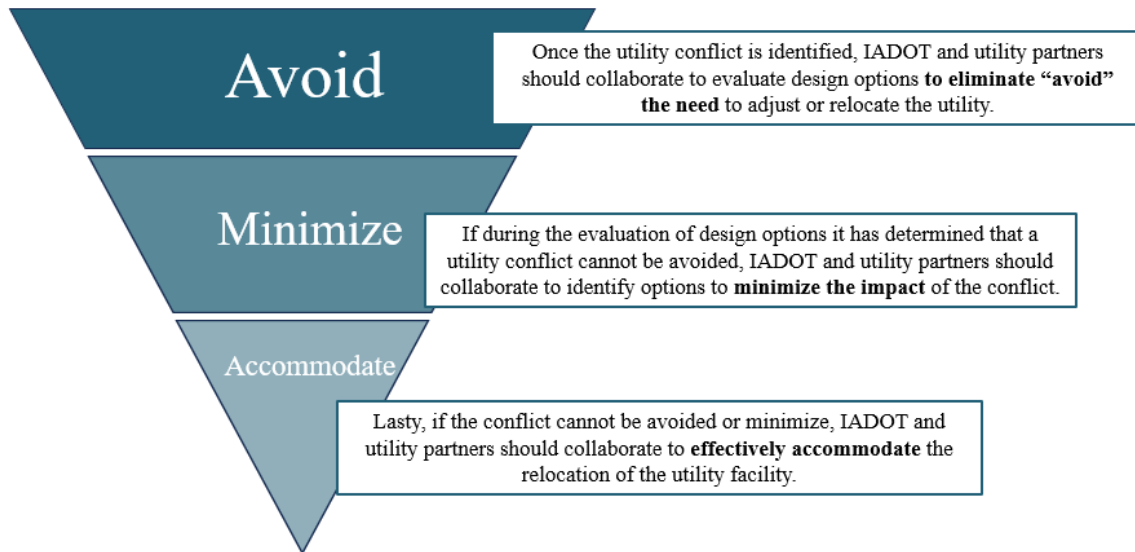 Avoid
Once the utility conflict is identified, IADOT and utility partners
should collaborate to evaluate design options to eliminate “avoid”
the need to adjust or relocate the utility.
Minimize
If during the evaluation of design options it has determined that a
utility conflict cannot be avoided, IADOT and utility partners should
collaborate to identify options to minimize the impact of the conflict.
Accommodate
Lasty, if the conflict cannot be avoided or minimize, IADOT and
utility partners should collaborate to effectively accommodate the
relocation of the utility facility.